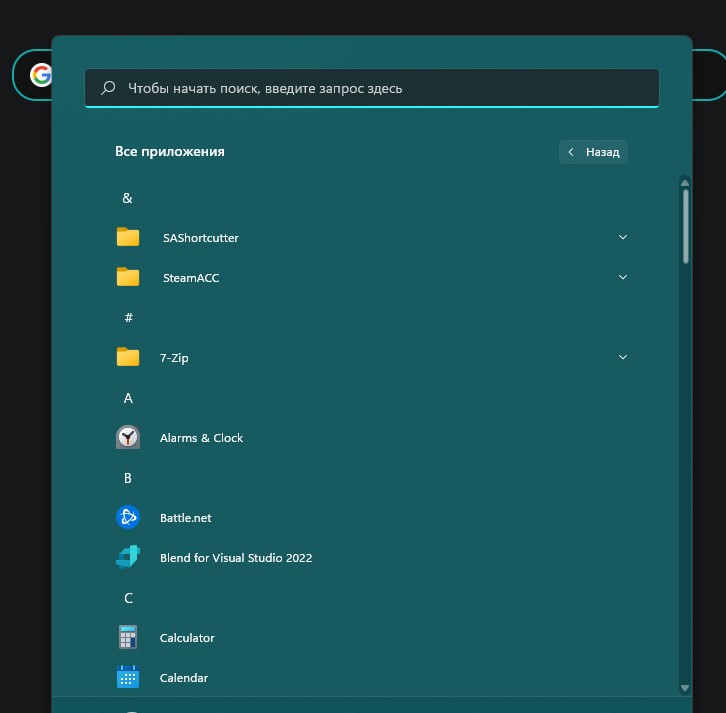 Чтобы начать поиск, введите запрос здесь
Все приложения
Назад
&
SAShortcutter
SteamACC
#
7-Zip
A
Alarms & Clock
B
Battle.net
Blend for Visual Studio 2022
C
Calculator
Calendar